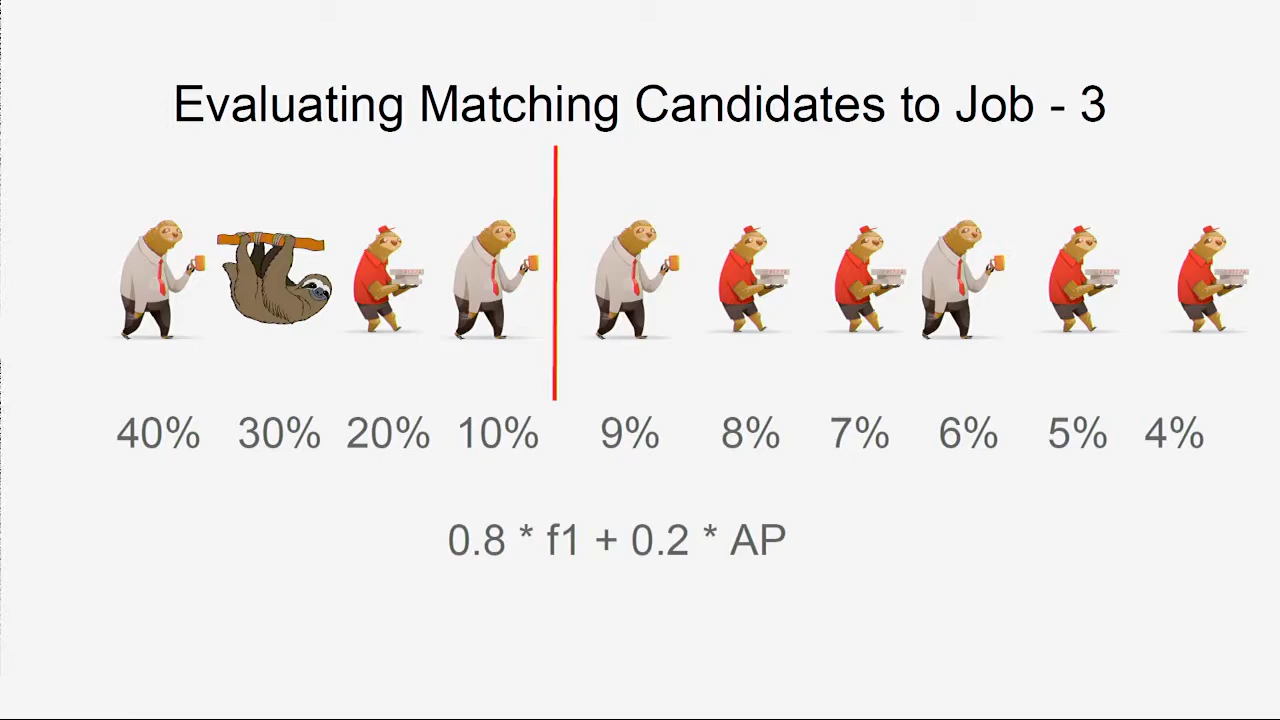 Evaluating Matching Candidates to Job - 3
40% 30% 20% 10% 9% 8% 7% 6% 5% 4%
0.8 * f1 + 0.2 * AP